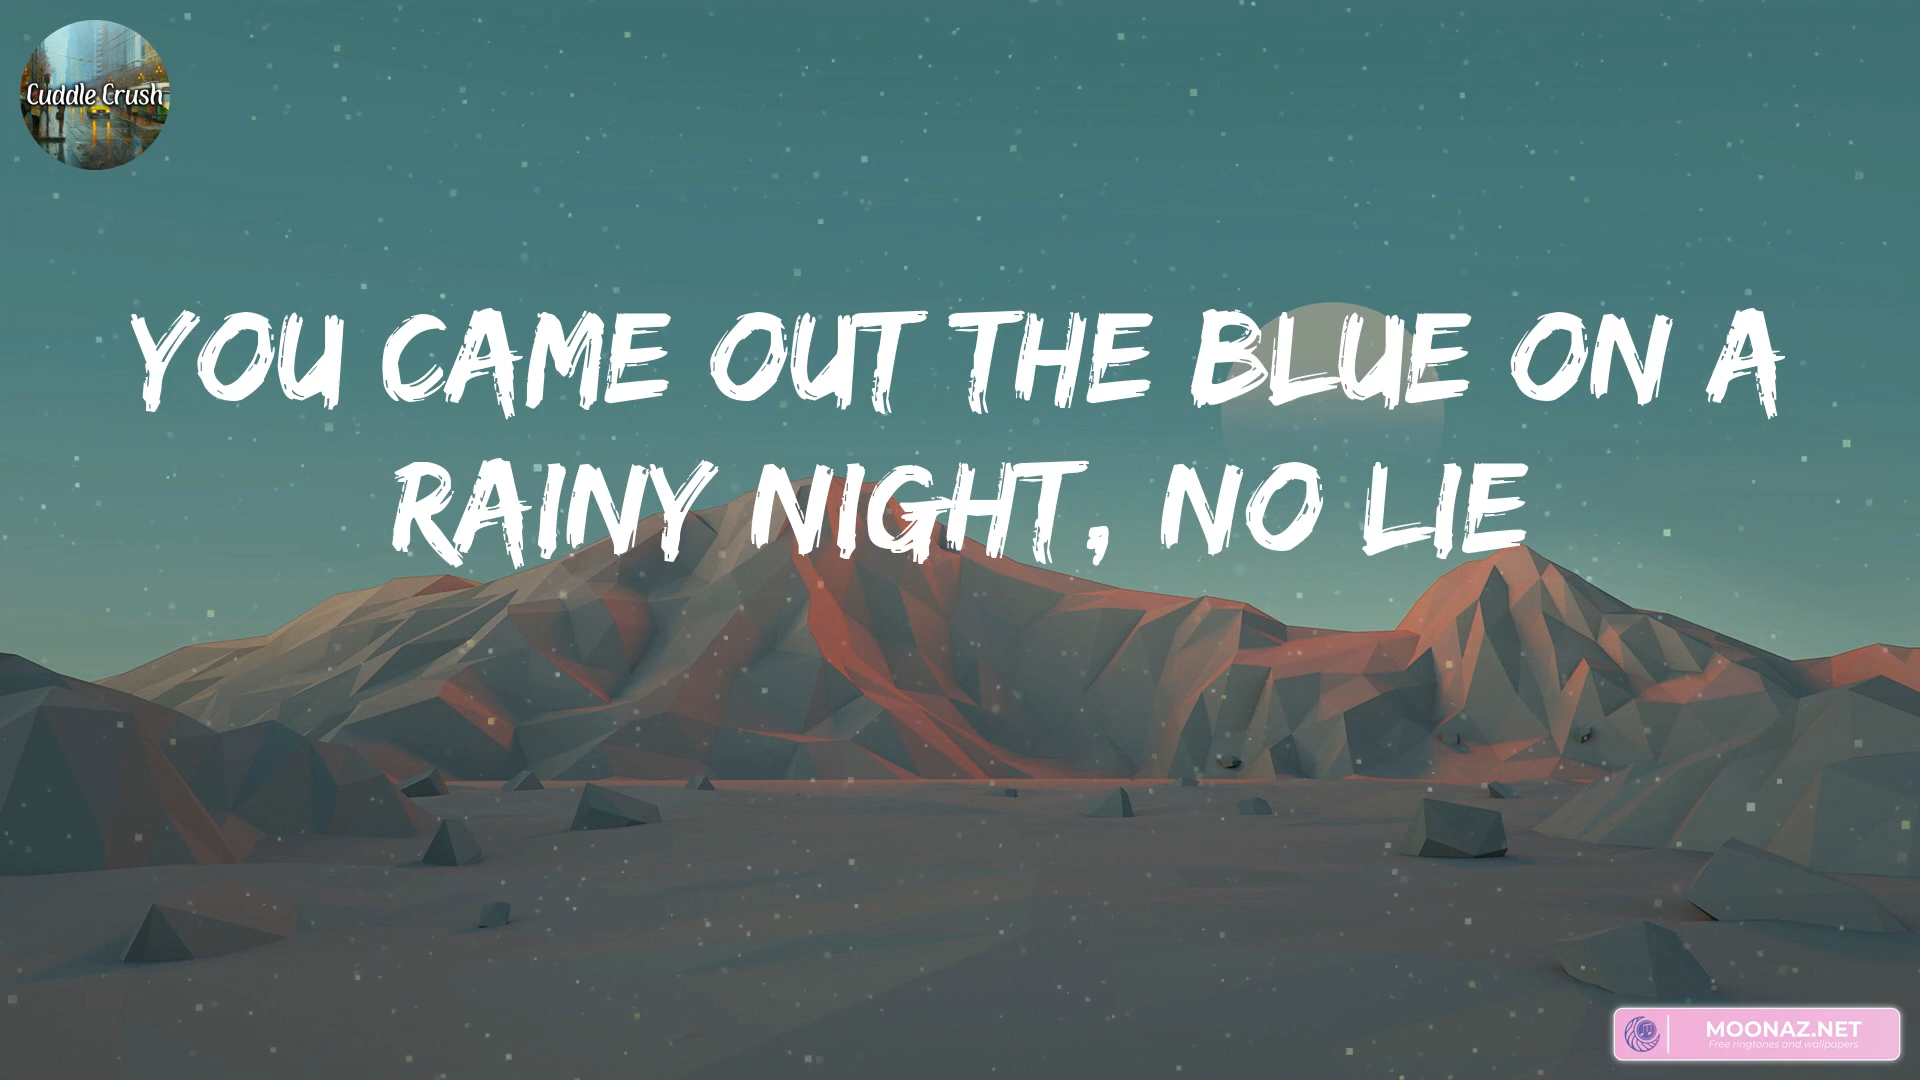 Cuddle Crush
YOU CAME OUT THE BLUE ON A
RAINY NIGHT, NO LIE
MOONAZ.NET
Free ringtones and wallpapers